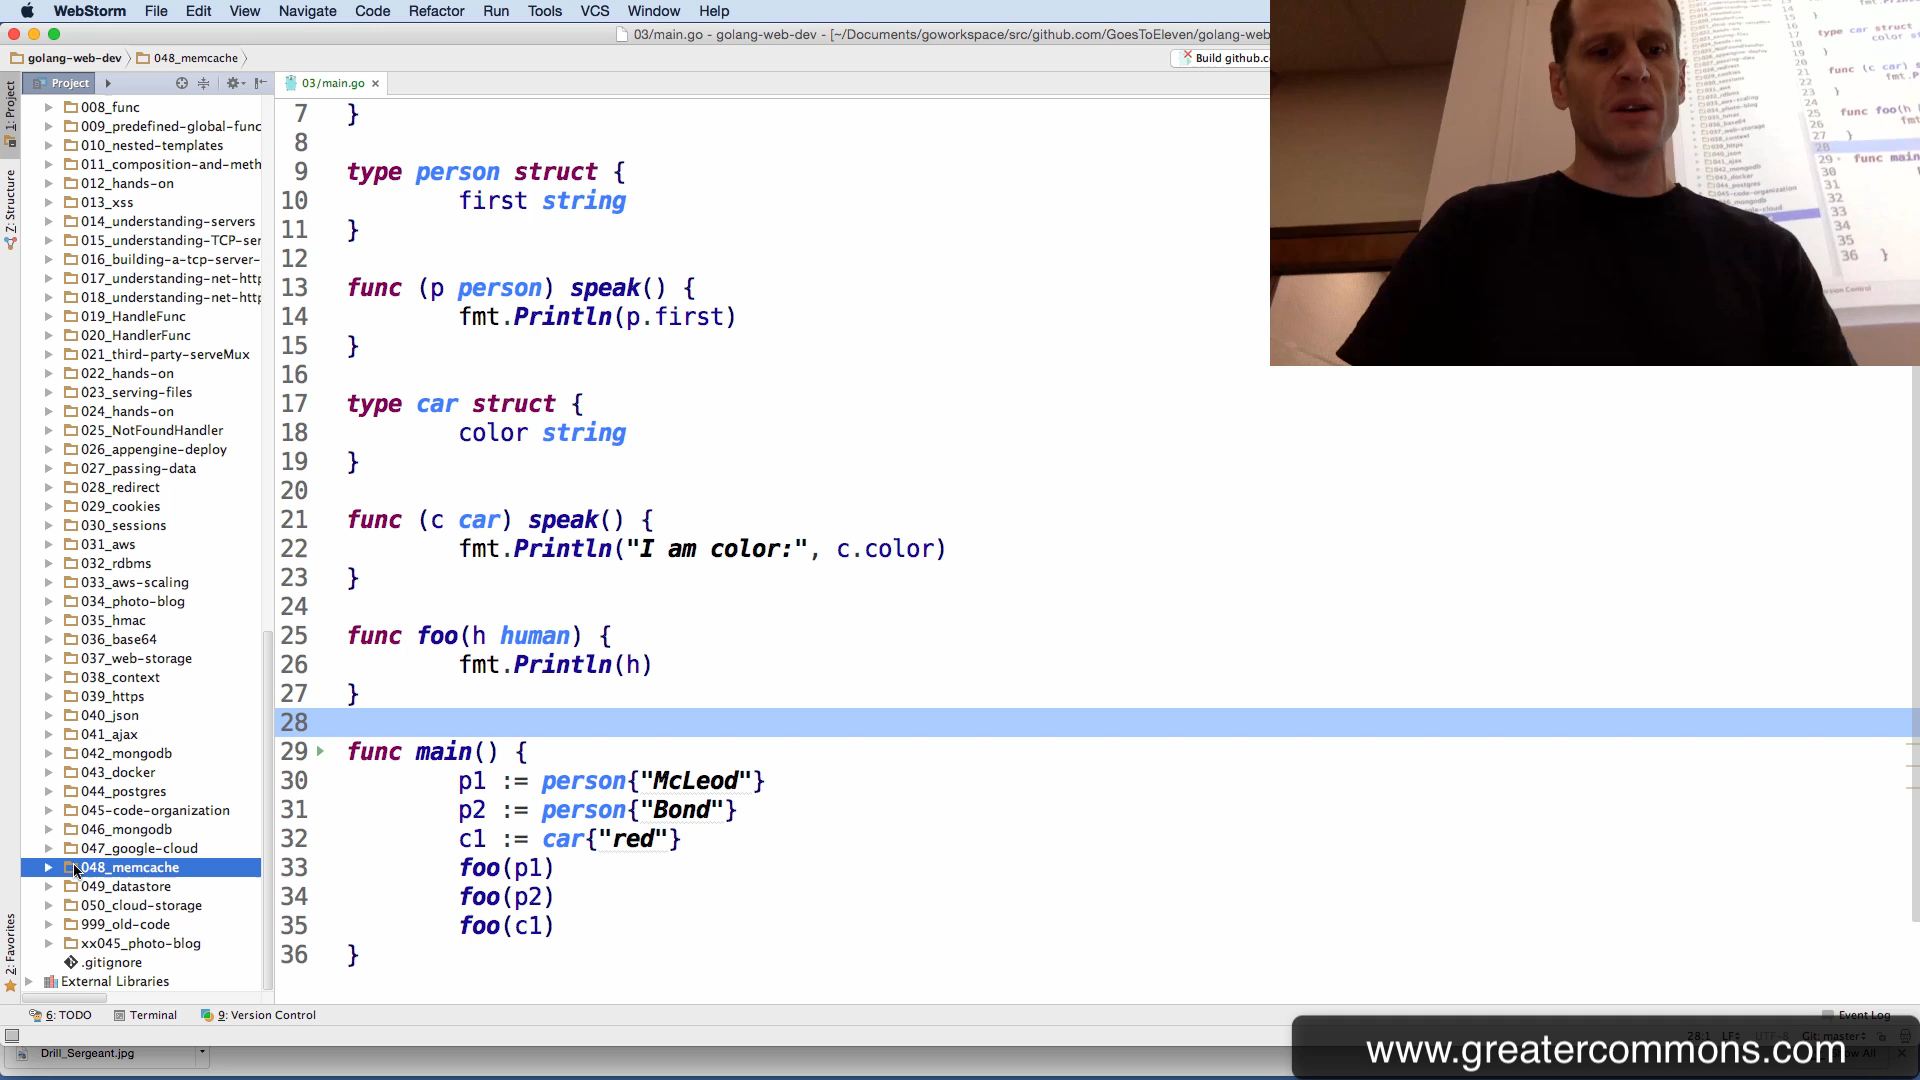 WebStorm File Edit View Navigate Code Refactor Run Tools VCS Window Help
03/main.go - golang-web-dev - [~/Documents/goworkspace/src/github.com/GoesToEleven/golang-web
golang-web-dev 048_memcache Build github.co
Project 03/main.go
1: Project
Z: Structure
2: Favorites
008_func
009_predefined-global-func
010_nested-templates
011_composition-and-meth
012_hands-on
013_xss
014_understanding-servers
015_understanding-TCP-ser
016_building-a-tcp-server-
017_understanding-net-http
018_understanding-net-http
019_HandleFunc
020_HandlerFunc
021_third-party-serveMux
022_hands-on
023_serving-files
024_hands-on
025_NotFoundHandler
026_appengine-deploy
027_passing-data
028_redirect
029_cookies
030_sessions
031_aws
032_rdbms
033_aws-scaling
034_photo-blog
035_hmac
036_base64
037_web-storage
038_context
039_https
040_json
041_ajax
042_mongodb
043_docker
044_postgres
045-code-organization
046_mongodb
047_google-cloud
048_memcache
049_datastore
050_cloud-storage
999_old-code
xx045_photo-blog
.gitignore
External Libraries
7 }
8
9 type person struct {
10 first string
11 }
12
13 func (p person) speak() {
14 fmt.Println(p.first)
15 }
16
17 type car struct {
18 color string
19 }
20
21 func (c car) speak() {
22 fmt.Println("I am color:", c.color)
23 }
24
25 func foo(h human) {
26 fmt.Println(h)
27 }
28
29 func main() {
30 p1 := person{"McLeod"}
31 p2 := person{"Bond"}
32 c1 := car{"red"}
33 foo(p1)
34 foo(p2)
35 foo(c1)
36 }
6: TODO Terminal 9: Version Control Event Log
28:1 LF UTF-8 Git: master
Drill_Sergeant.jpg Show All
www.greatercommons.com